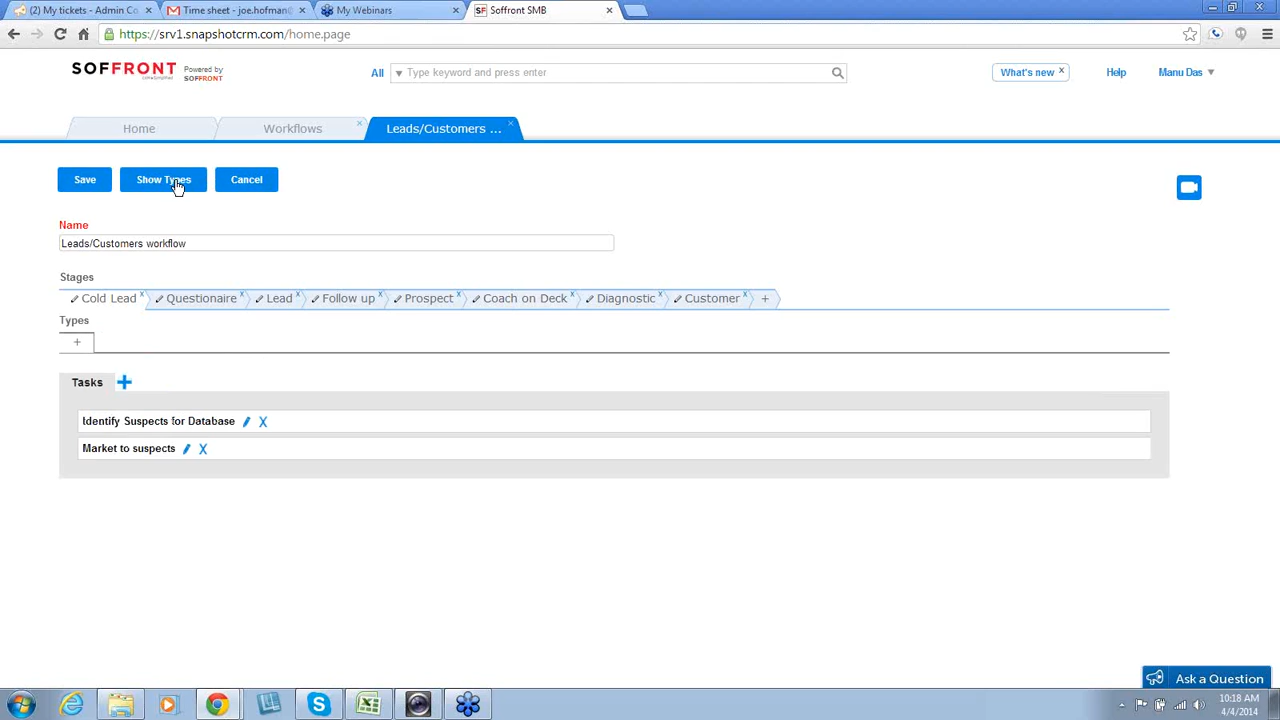 (2) My tickets - Admin Co
Time sheet - joe.hofman@
My Webinars
Soffront SMB
https://srv1.snapshotcrm.com/home.page
SOFFRONT
Powered by
SOFFRONT
All
Type keyword and press enter
What's new x
Help
Manu Das
Home
Workflows
Leads/Customers ...
Save
Show Types
Cancel
Name
Leads/Customers workflow
Stages
Cold Lead
Questionaire
Lead
Follow up
Prospect
Coach on Deck
Diagnostic
Customer
+
Types
+
Tasks
Identify Suspects for Database X
Market to suspects X
Ask a Question
10:18 AM
4/4/2014